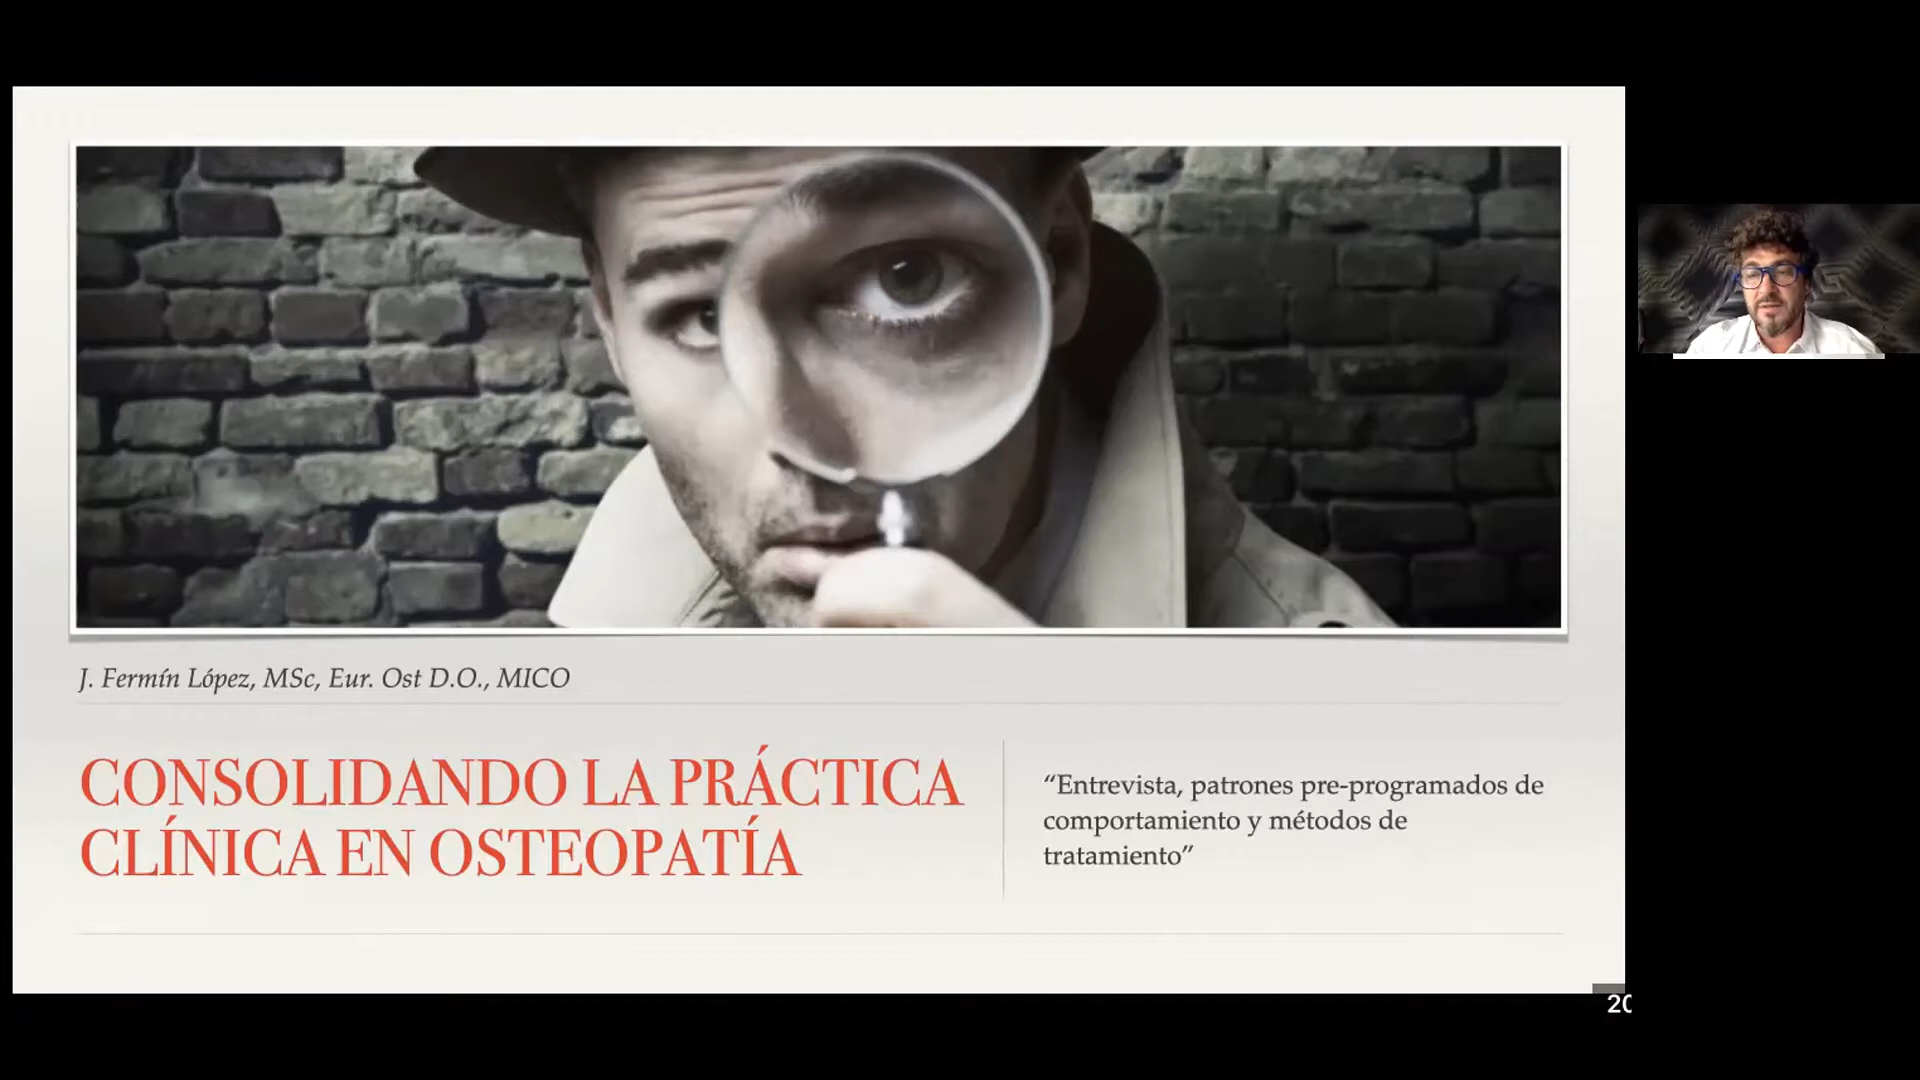 J. Fermín López, MSc, Eur. Ost D.O., MICO
CONSOLIDANDO LA PRÁCTICA
CLÍNICA EN OSTEOPATÍA
“Entrevista, patrones pre-programados de
comportamiento y métodos de
tratamiento”